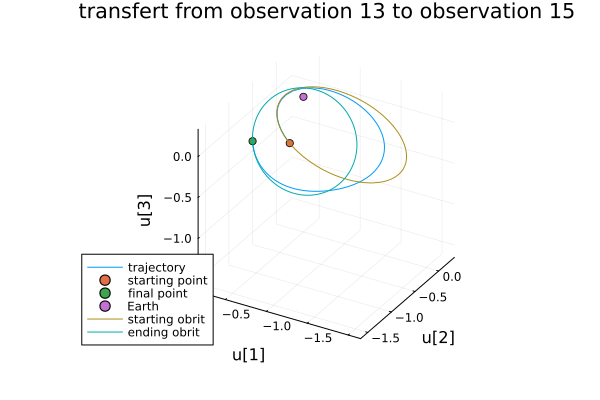 transfert from observation 13 to observation 15
0.0
−0.5
−1.0
u[3]
trajectory
starting point
final point
Earth
starting obrit
ending obrit
−0.5
−1.0
−1.5
u[1]
0.0
−0.5
−1.0
−1.5
u[2]